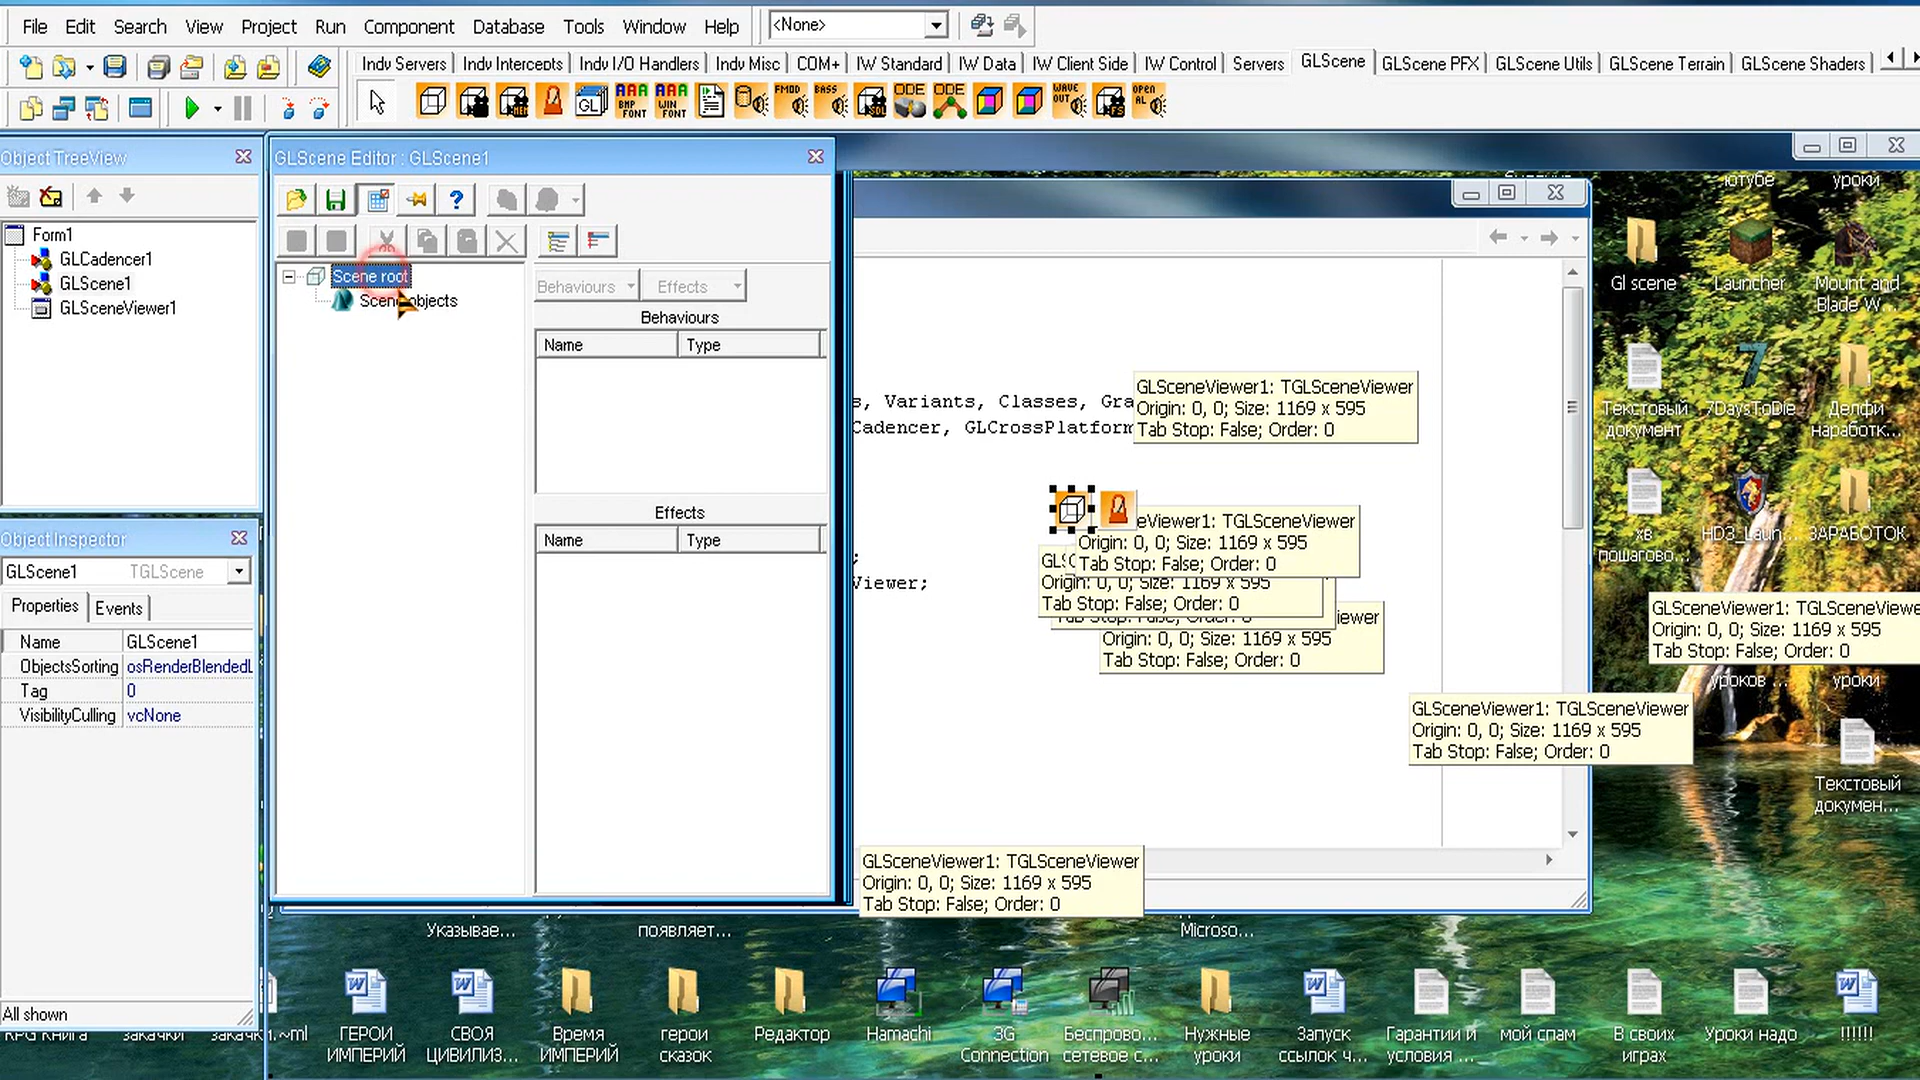 File Edit Search View Project Run Component Database Tools Window Help
<None>
Indy Servers Indy Intercepts Indy I/O Handlers Indy Misc COM+ IW Standard IW Data IW Client Side IW Control Servers GLScene GLScene PFX GLScene Utils GLScene Terrain GLScene Shaders
Object TreeView
Form1
GLCadencer1
GLScene1
GLSceneViewer1
GLScene Editor : GLScene1
Scene root
Scene objects
Behaviours Effects
Behaviours
Name Type
Effects
Name Type
Object Inspector
GLScene1 TGLScene
Properties Events
Name GLScene1
ObjectsSorting osRenderBlendedL
Tag 0
VisibilityCulling vcNone
All shown
s, Variants, Classes, Gra
Cadencer, GLCrossPlatform
;
Viewer;
GLSceneViewer1: TGLSceneViewer
Origin: 0, 0; Size: 1169 x 595
Tab Stop: False; Order: 0
eViewer1: TGLSceneViewer
Origin: 0, 0; Size: 1169 x 595
Tab Stop: False; Order: 0
GLS
Origin: 0, 0; Size: 1169 x 595
Tab Stop: False; Order: 0
Tab Stop: False; Order: 0
iewer
Origin: 0, 0; Size: 1169 x 595
Tab Stop: False; Order: 0
GLSceneViewer1: TGLSceneViewe
Origin: 0, 0; Size: 1169 x 595
Tab Stop: False; Order: 0
GLSceneViewer1: TGLSceneViewer
Origin: 0, 0; Size: 1169 x 595
Tab Stop: False; Order: 0
GLSceneViewer1: TGLSceneViewer
Origin: 0, 0; Size: 1169 x 595
Tab Stop: False; Order: 0
ютубе
уроки
Gl scene
Launcher
Mount and
Blade W...
Текстовый
документ
7DaysToDie
Делфи
наработк...
хв
пошагово...
HD3_Laun...
ЗАРАБОТОК
уроков ...
уроки
Текстовый
докумен...
Указывае...
появляет...
Microso...
RPG книга
закачки
закачки.~ml
ГЕРОИ
ИМПЕРИЙ
СВОЯ
ЦИВИЛИЗ...
Время
ИМПЕРИЙ
герои
сказок
Редактор
Hamachi
3G
Connection
Беспрово...
сетевое с...
Нужные
уроки
Запуск
ссылок ч...
Гарантии и
условия ...
мой спам
В своих
играх
Уроки надо
!!!!!!